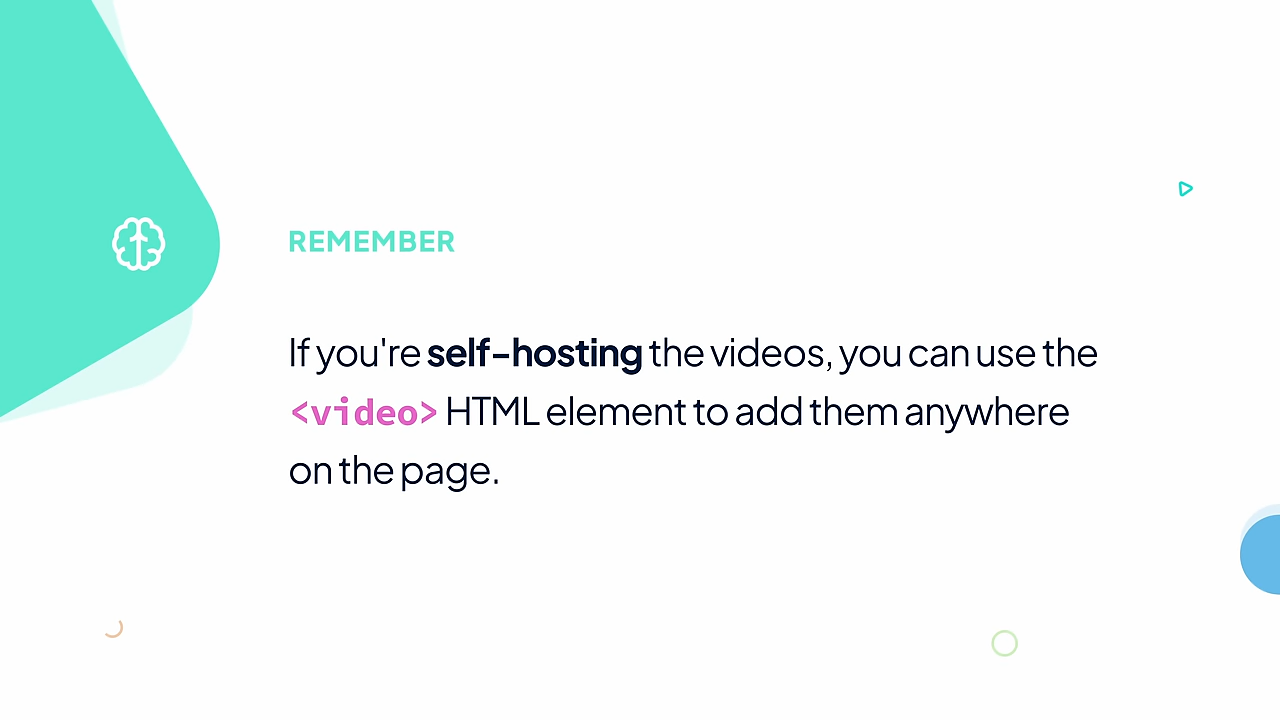 REMEMBER
If you're self-hosting the videos, you can use the
<video> HTML element to add them anywhere
on the page.